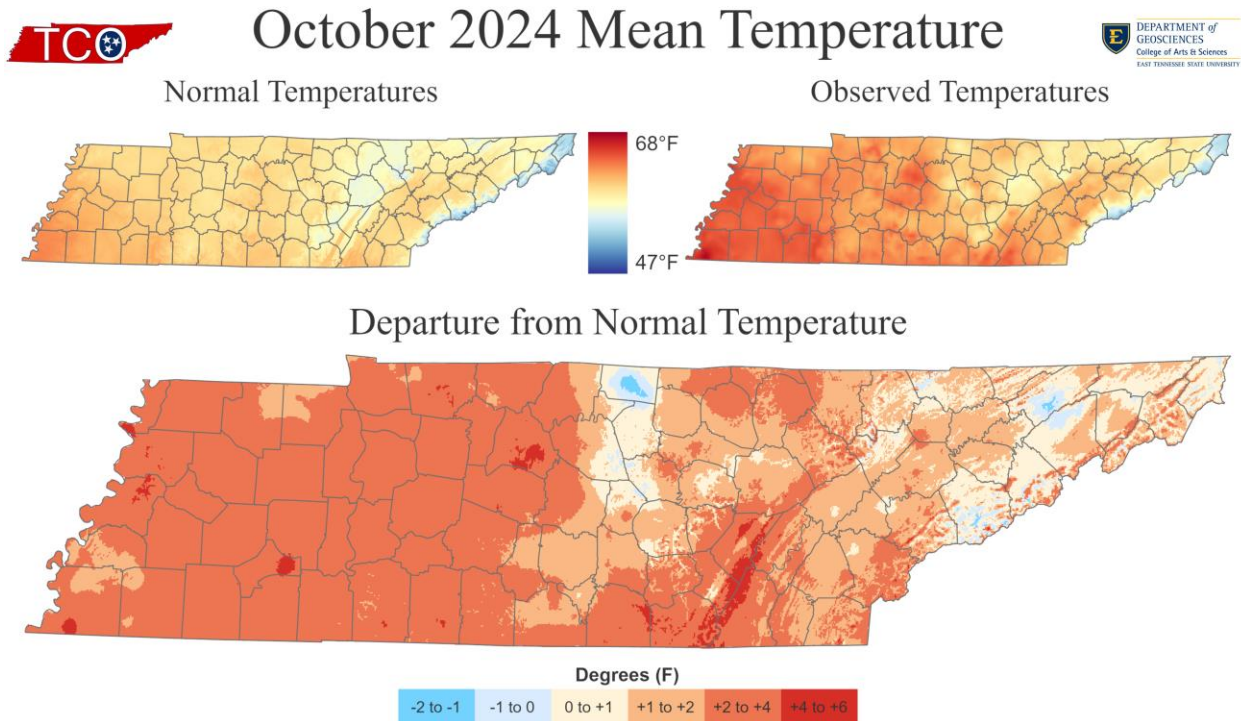 TCO
October 2024 Mean Temperature
E
DEPARTMENT of
GEOSCIENCES
College of Arts & Sciences
EAST TENNESSEE STATE UNIVERSITY
Normal Temperatures
Observed Temperatures
68°F
47°F
Departure from Normal Temperature
Degrees (F)
-2 to -1 -1 to 0 0 to +1 +1 to +2 +2 to +4 +4 to +6